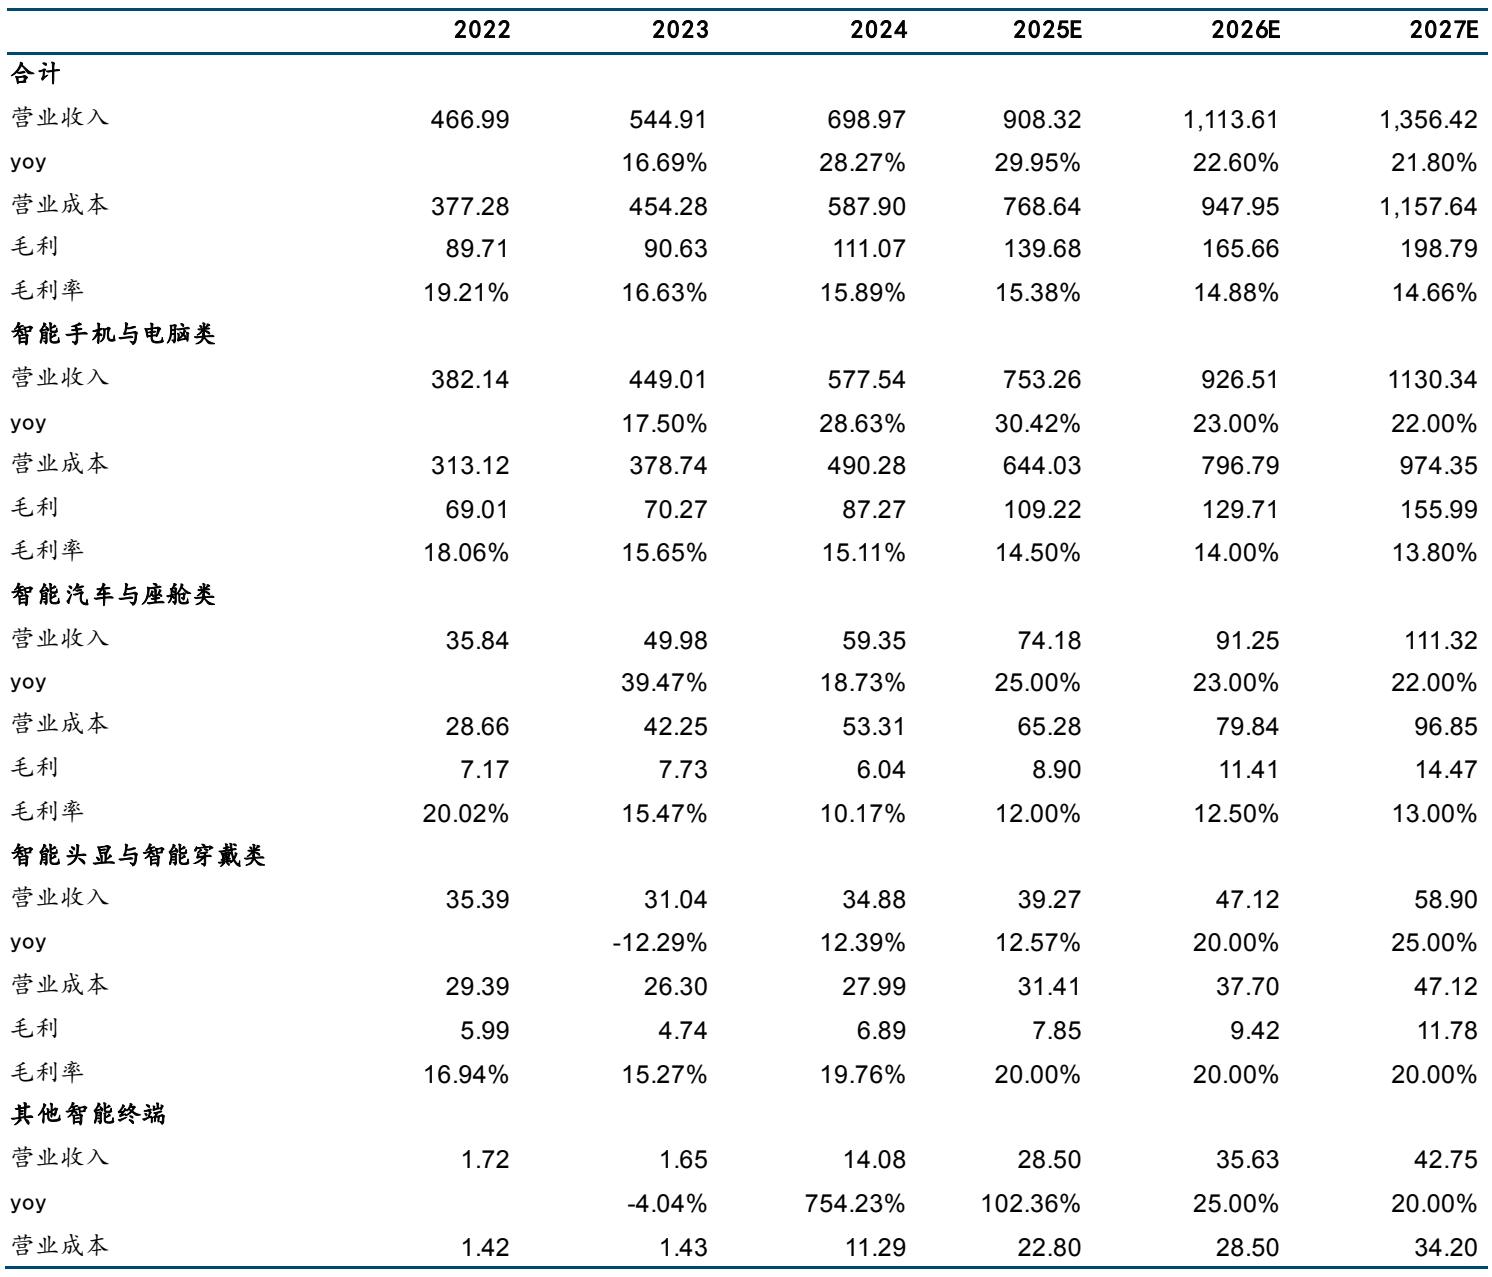 2022 2023 2024 2025E 2026E 2027E
合计
营业收入 466.99 544.91 698.97 908.32 1,113.61 1,356.42
yoy 16.69% 28.27% 29.95% 22.60% 21.80%
营业成本 377.28 454.28 587.90 768.64 947.95 1,157.64
毛利 89.71 90.63 111.07 139.68 165.66 198.79
毛利率 19.21% 16.63% 15.89% 15.38% 14.88% 14.66%
智能手机与电脑类
营业收入 382.14 449.01 577.54 753.26 926.51 1130.34
yoy 17.50% 28.63% 30.42% 23.00% 22.00%
营业成本 313.12 378.74 490.28 644.03 796.79 974.35
毛利 69.01 70.27 87.27 109.22 129.71 155.99
毛利率 18.06% 15.65% 15.11% 14.50% 14.00% 13.80%
智能汽车与座舱类
营业收入 35.84 49.98 59.35 74.18 91.25 111.32
yoy 39.47% 18.73% 25.00% 23.00% 22.00%
营业成本 28.66 42.25 53.31 65.28 79.84 96.85
毛利 7.17 7.73 6.04 8.90 11.41 14.47
毛利率 20.02% 15.47% 10.17% 12.00% 12.50% 13.00%
智能头显与智能穿戴类
营业收入 35.39 31.04 34.88 39.27 47.12 58.90
yoy -12.29% 12.39% 12.57% 20.00% 25.00%
营业成本 29.39 26.30 27.99 31.41 37.70 47.12
毛利 5.99 4.74 6.89 7.85 9.42 11.78
毛利率 16.94% 15.27% 19.76% 20.00% 20.00% 20.00%
其他智能终端
营业收入 1.72 1.65 14.08 28.50 35.63 42.75
yoy -4.04% 754.23% 102.36% 25.00% 20.00%
营业成本 1.42 1.43 11.29 22.80 28.50 34.20